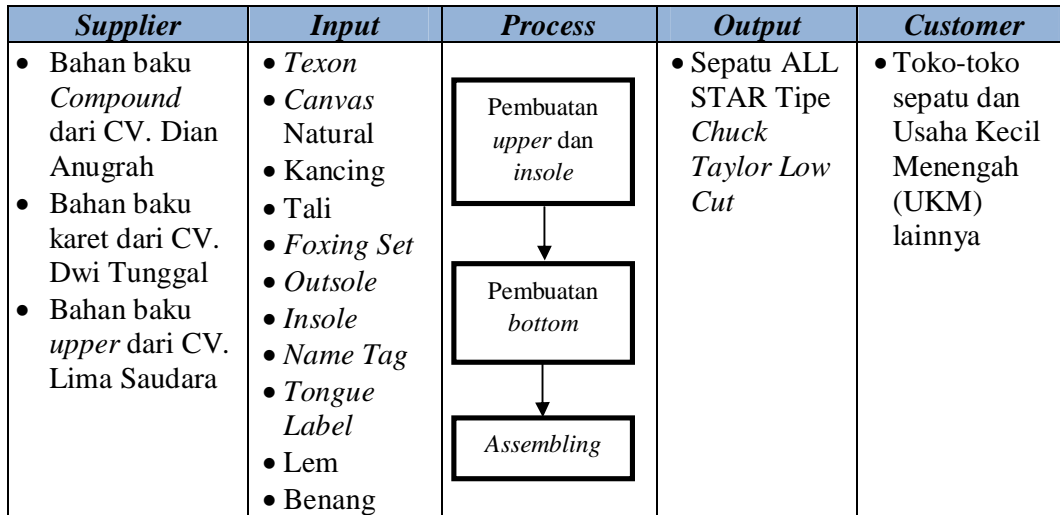 Supplier
Input
Process
Output
Customer
• Bahan baku
Compound
dari CV. Dian
Anugrah
• Bahan baku
karet dari CV.
Dwi Tunggal
• Bahan baku
upper dari CV.
Lima Saudara
• Texon
• Canvas
Natural
• Kancing
• Tali
• Foxing Set
• Outsole
• Insole
• Name Tag
• Tongue
Label
• Lem
• Benang
Pembuatan
upper dan
insole
Pembuatan
bottom
Assembling
• Sepatu ALL
STAR Tipe
Chuck
Taylor Low
Cut
• Toko-toko
sepatu dan
Usaha Kecil
Menengah
(UKM)
lainnya